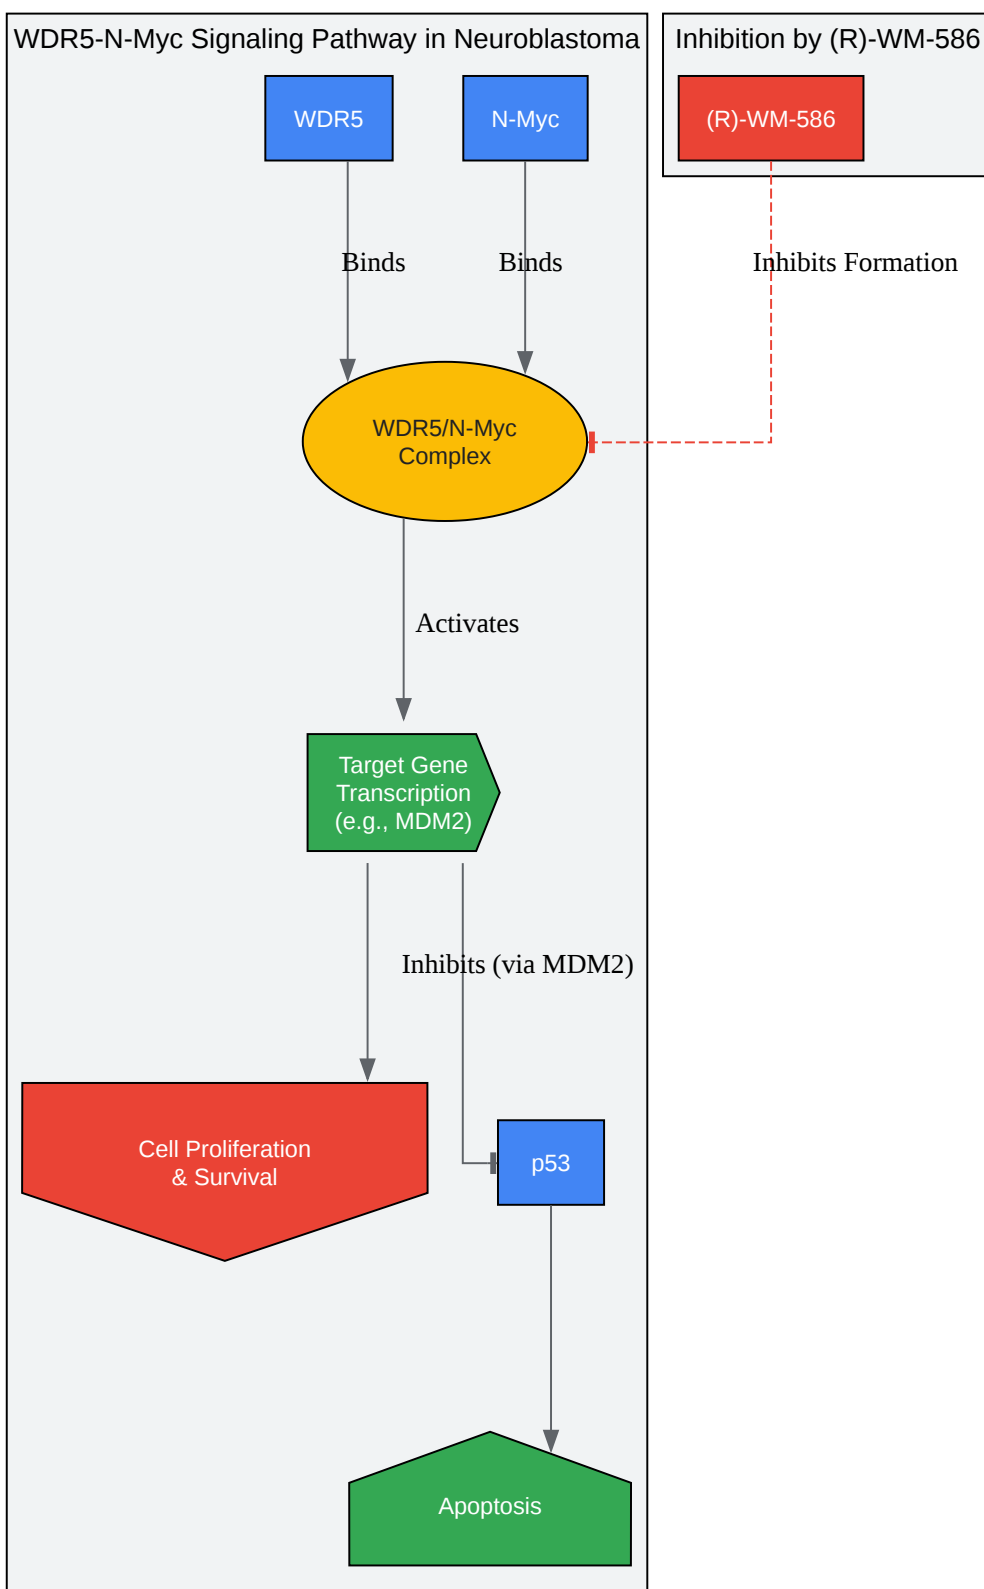 WDR5-N-Myc Signaling Pathway in Neuroblastoma
Inhibition by (R)-WM-586
WDR5
N-Myc
(R)-WM-586
Binds
Binds
Inhibits Formation
WDR5/N-Myc
Complex
Activates
Target Gene
Transcription
(e.g., MDM2)
Inhibits (via MDM2)
Cell Proliferation
& Survival
p53
Apoptosis